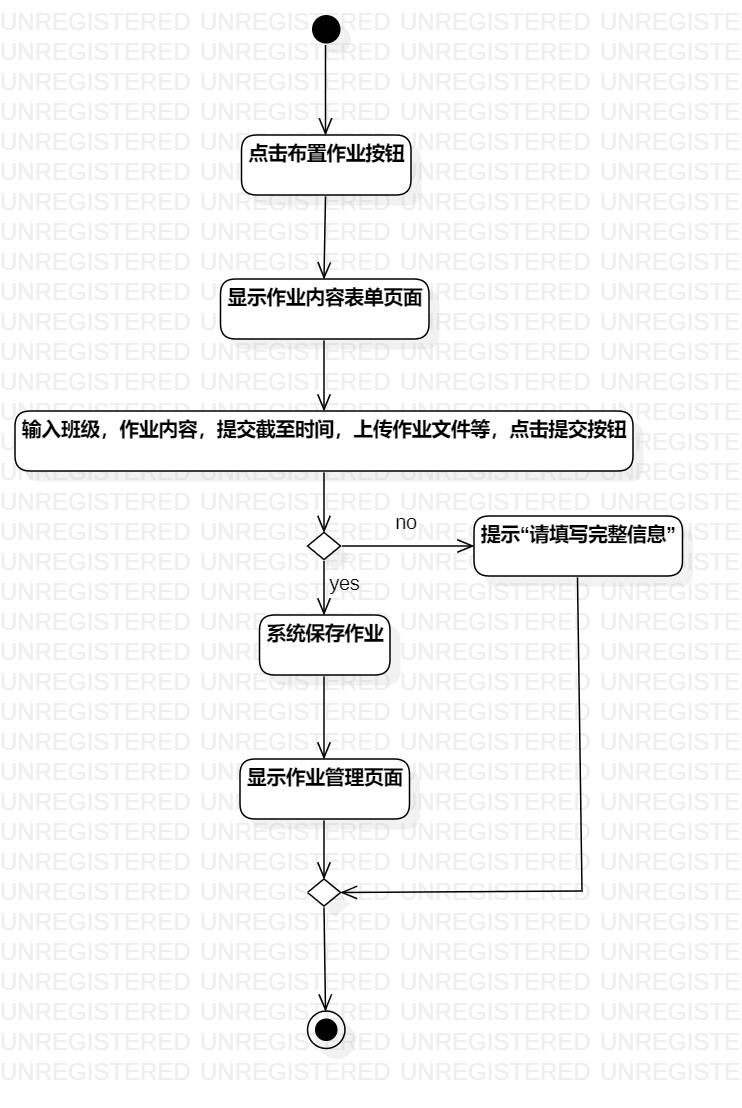 UNREGISTERED UNREGISTERED UNREGISTERED UNREGISTE
点击布置作业按钮
显示作业内容表单页面
输入班级，作业内容，提交截至时间，上传作业文件等，点击提交按钮
no
提示“请填写完整信息”
yes
系统保存作业
显示作业管理页面